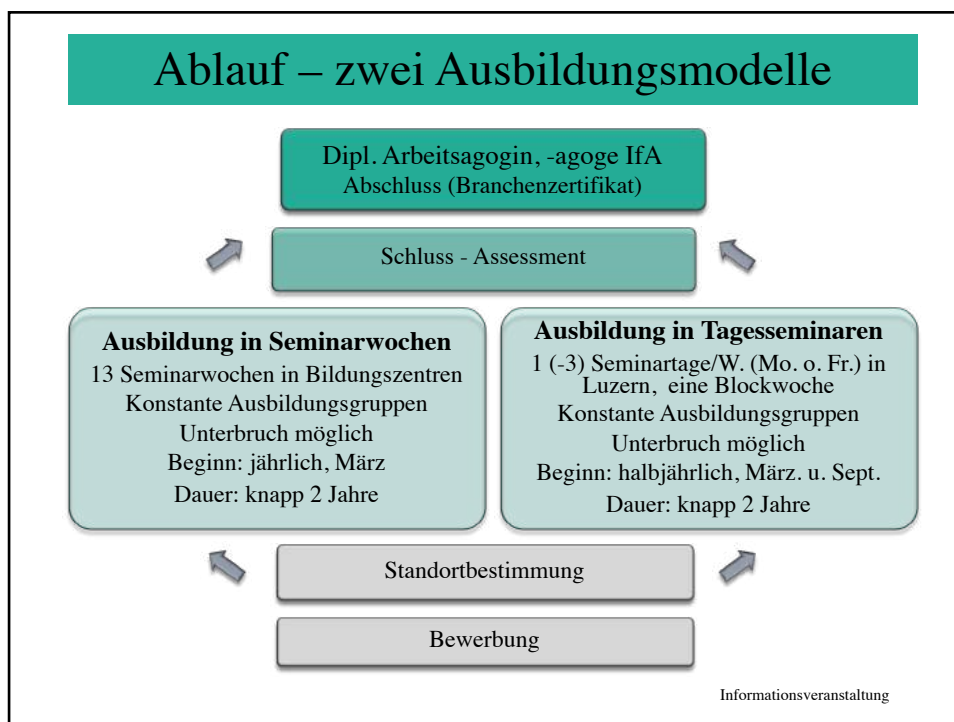 Ablauf – zwei Ausbildungsmodelle
Dipl. Arbeitsagogin, -agoge IfA
Abschluss (Branchenzertifikat)
Schluss - Assessment
Ausbildung in Seminarwochen
13 Seminarwochen in Bildungszentren
Konstante Ausbildungsgruppen
Unterbruch möglich
Beginn: jährlich, März
Dauer: knapp 2 Jahre
Ausbildung in Tagesseminaren
1 (-3) Seminartage/W. (Mo. o. Fr.) in
Luzern, eine Blockwoche
Konstante Ausbildungsgruppen
Unterbruch möglich
Beginn: halbjährlich, März. u. Sept.
Dauer: knapp 2 Jahre
Standortbestimmung
Bewerbung
Informationsveranstaltung